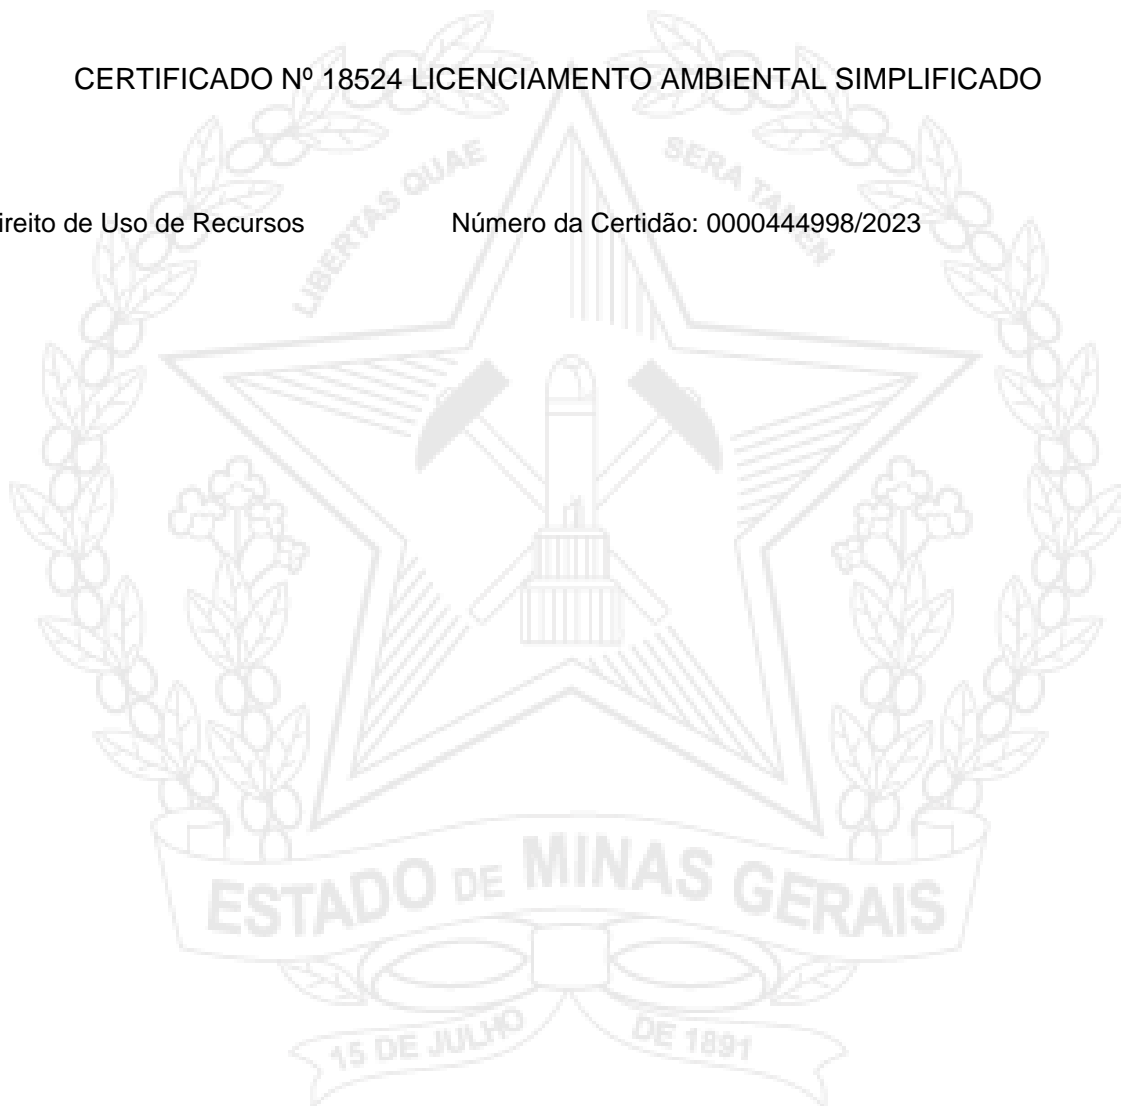 CERTIFICADO Nº 18524 LICENCIAMENTO AMBIENTAL SIMPLIFICADO
LIBERTAS QUAE SERA TAMEN
ireito de Uso de Recursos Número da Certidão: 0000444998/2023
ESTADO DE MINAS GERAIS
15 DE JULHO DE 1891